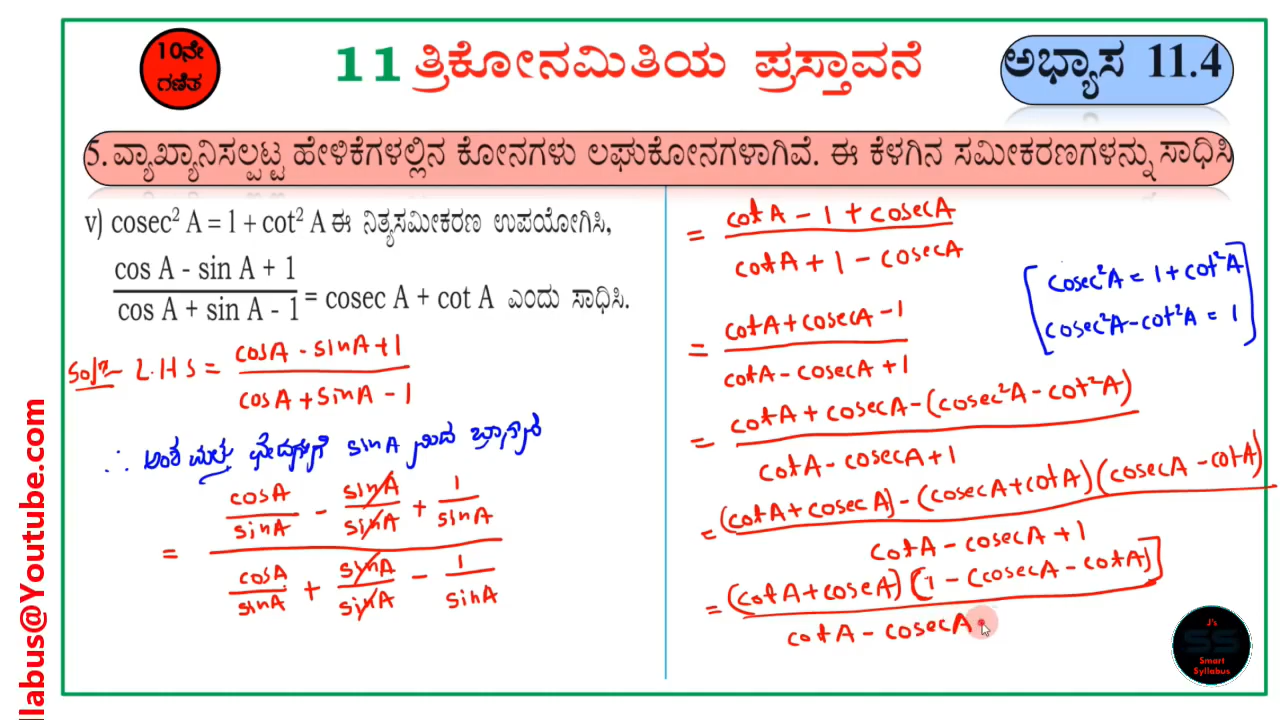 10ನೇ
ಗಣಿತ
11 ತ್ರಿಕೋನಮಿತಿಯ ಪ್ರಸ್ತಾವನೆ
ಅಭ್ಯಾಸ 11.4
5. ವ್ಯಾಖ್ಯಾನಿಸಲ್ಪಟ್ಟ ಹೇಳಿಕೆಗಳಲ್ಲಿನ ಕೋನಗಳು ಲಘುಕೋನಗಳಾಗಿವೆ. ಈ ಕೆಳಗಿನ ಸಮೀಕರಣಗಳನ್ನು ಸಾಧಿಸಿ
v) cosec² A = 1 + cot² A ಈ ನಿತ್ಯಸಮೀಕರಣ ಉಪಯೋಗಿಸಿ,
cos A - sin A + 1
cos A + sin A - 1 = cosec A + cot A ಎಂದು ಸಾಧಿಸಿ.
Solⁿ- L.H.S = cosA - sinA + 1
cosA + sinA - 1
∴ ಅಂಶ ಮತ್ತು ಛೇದಗಳಿಗೆ sinA ನಿಂದ
cosA/sinA - sinA/sinA + 1/sinA
=
cosA/sinA + sinA/sinA - 1/sinA
= cotA - 1 + cosecA
cotA + 1 - cosecA
= cotA + cosecA - 1
cotA - cosecA + 1
[cosec²A = 1 + cot²A
cosec²A - cot²A = 1]
= cotA + cosecA - (cosec²A - cot²A)
cotA - cosecA + 1
= (cotA + cosecA) - (cosecA + cotA)(cosecA - cotA)
cotA - cosecA + 1
= (cotA + cosecA) (1 - (cosecA - cotA)]
cotA - cosecA
llabus@Youtube.com
J's
SS
Smart
Syllabus